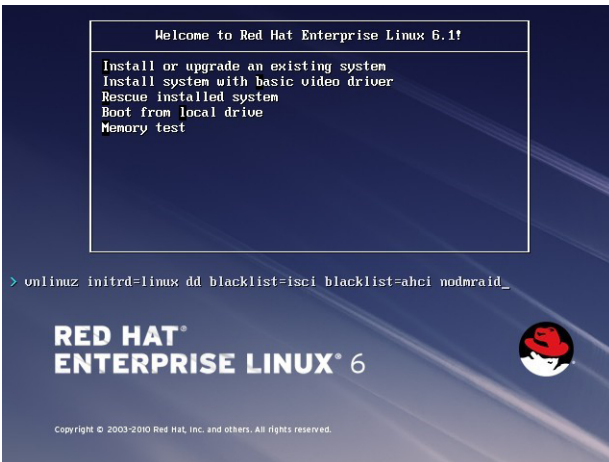 Welcome to Red Hat Enterprise Linux 6.1!
Install or upgrade an existing system
Install system with basic video driver
Rescue installed system
Boot from local drive
Memory test
> vmlinuz initrd=linux dd blacklist=isci blacklist=ahci nodmraid_
RED HAT®
ENTERPRISE LINUX® 6
Copyright © 2003-2010 Red Hat, Inc. and others. All rights reserved.